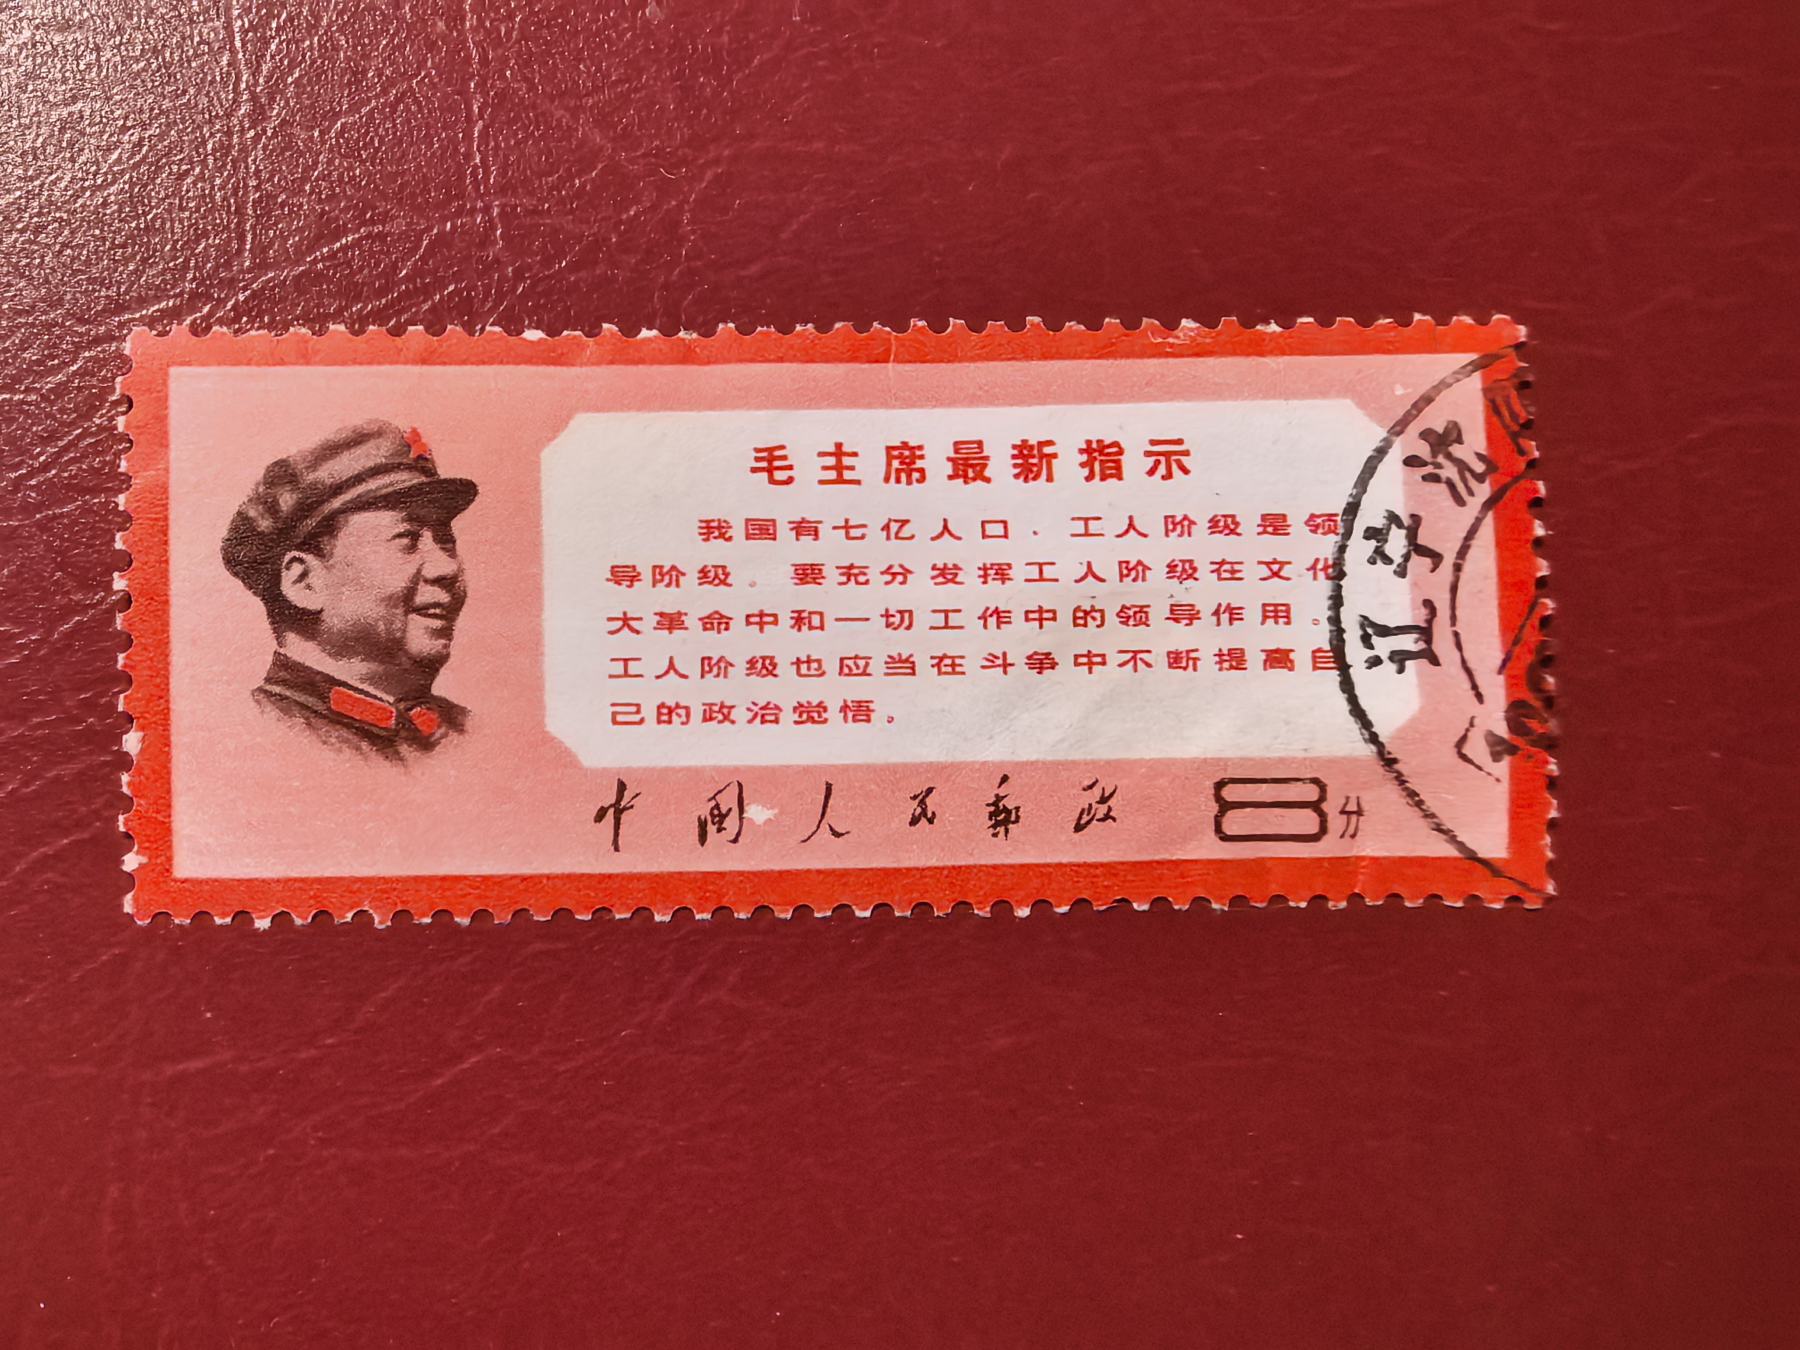 毛主席最新指示
我国有七亿人口，工人阶级是领
导阶级。要充分发挥工人阶级在文化
大革命中和一切工作中的领导作用。
工人阶级也应当在斗争中不断提高自
己的政治觉悟。
中国人民邮政
8分
辽宁沈